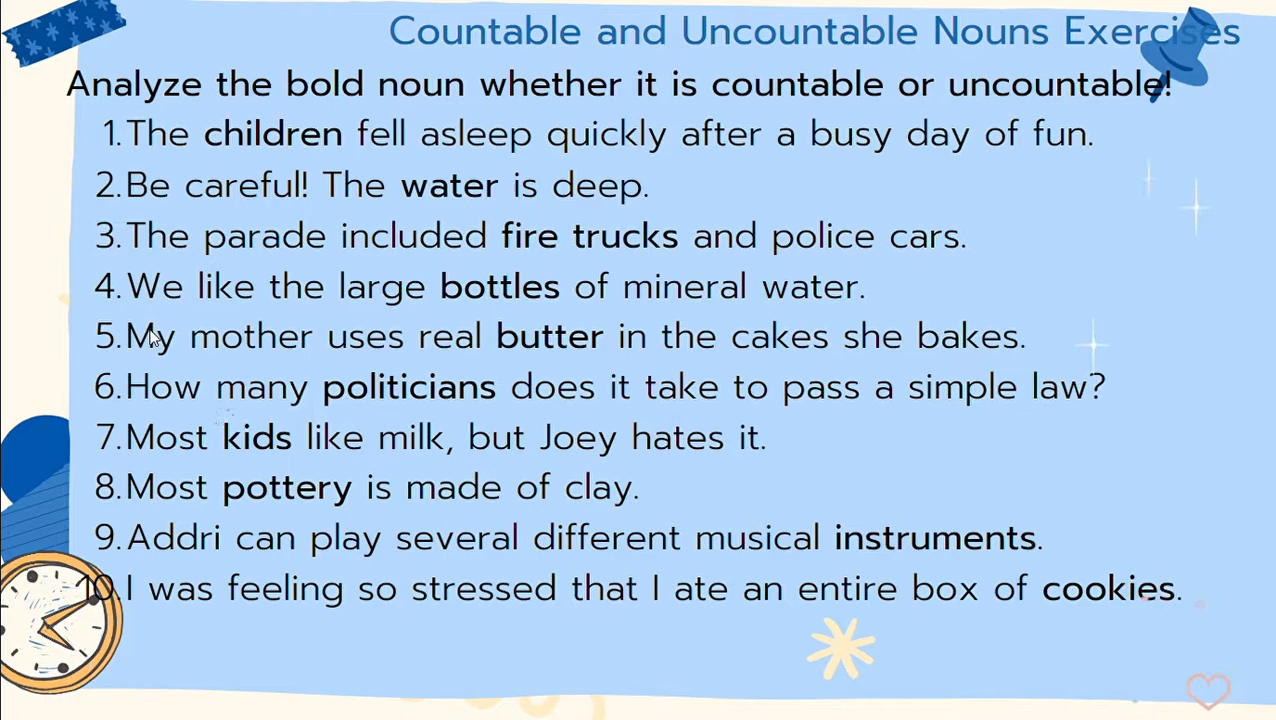 Countable and Uncountable Nouns Exercises
Analyze the bold noun whether it is countable or uncountable!
1. The children fell asleep quickly after a busy day of fun.
2. Be careful! The water is deep.
3. The parade included fire trucks and police cars.
4. We like the large bottles of mineral water.
5. My mother uses real butter in the cakes she bakes.
6. How many politicians does it take to pass a simple law?
7. Most kids like milk, but Joey hates it.
8. Most pottery is made of clay.
9. Addri can play several different musical instruments.
10. I was feeling so stressed that I ate an entire box of cookies.